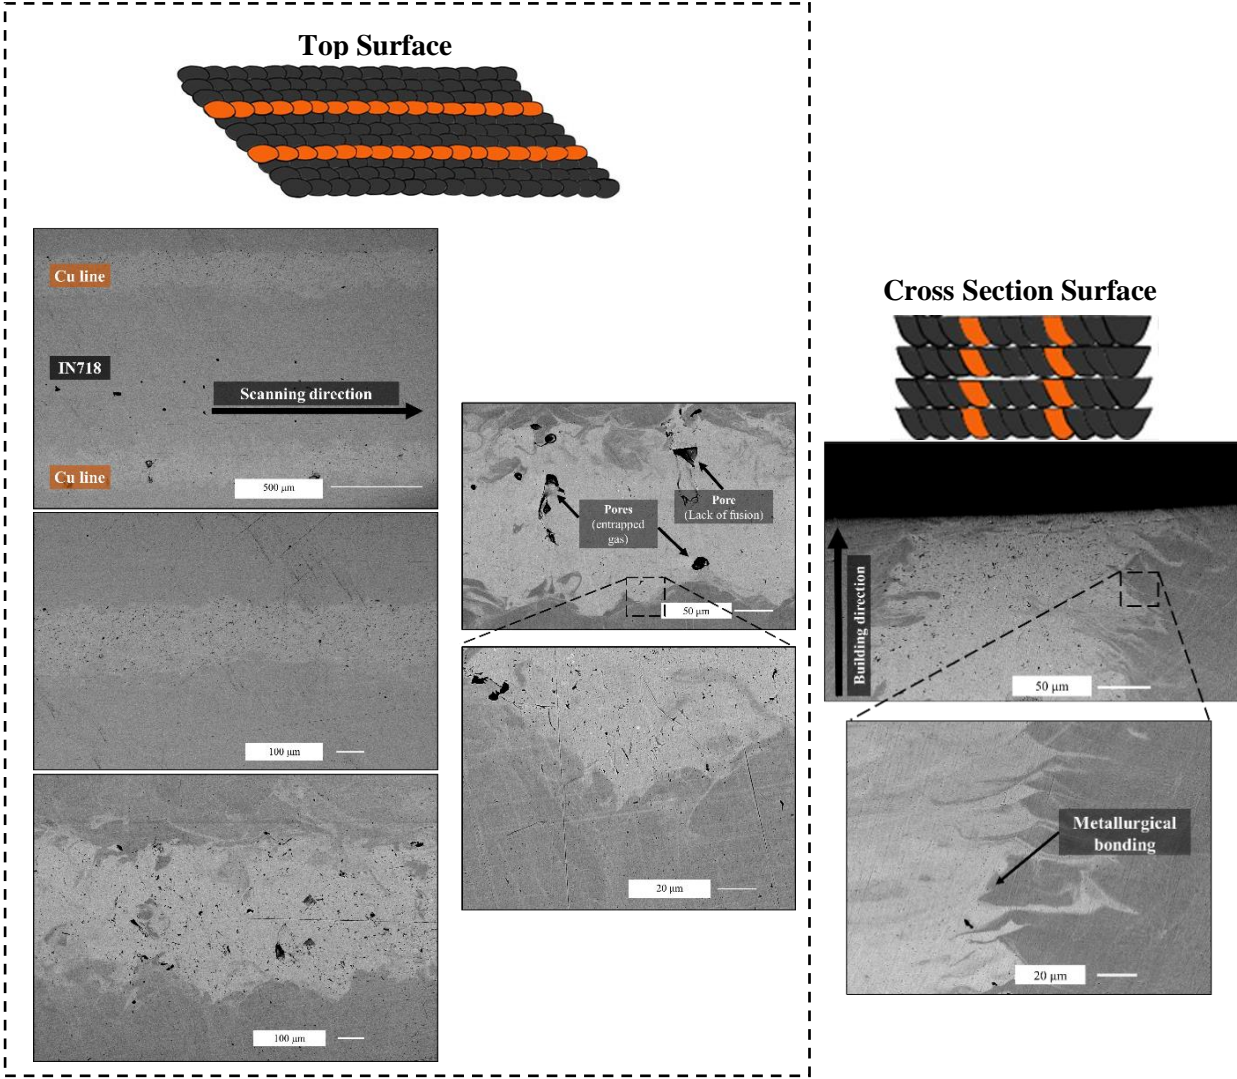 Top Surface
Cu line
IN718
Scanning direction
Cu line
500 μm
100 μm
100 μm
Pore
(Lack of fusion)
Pores
(entrapped
gas)
50 μm
20 μm
Cross Section Surface
Building direction
50 μm
Metallurgical
bonding
20 μm